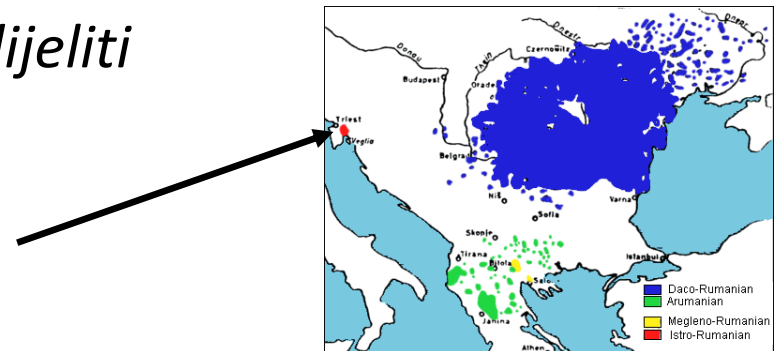 lijeliti
Donau
Theiß
Dnestr
Dnepr
Czernowitz
Budapest
Oradea
Triest
Veglia
Belgrad
Niš
Varna
Sofia
Skopje
Tirana
Bitola
Istanbul
Salo.
Janina
Athen
Daco-Rumanian
Arumanian
Megleno-Rumanian
Istro-Rumanian